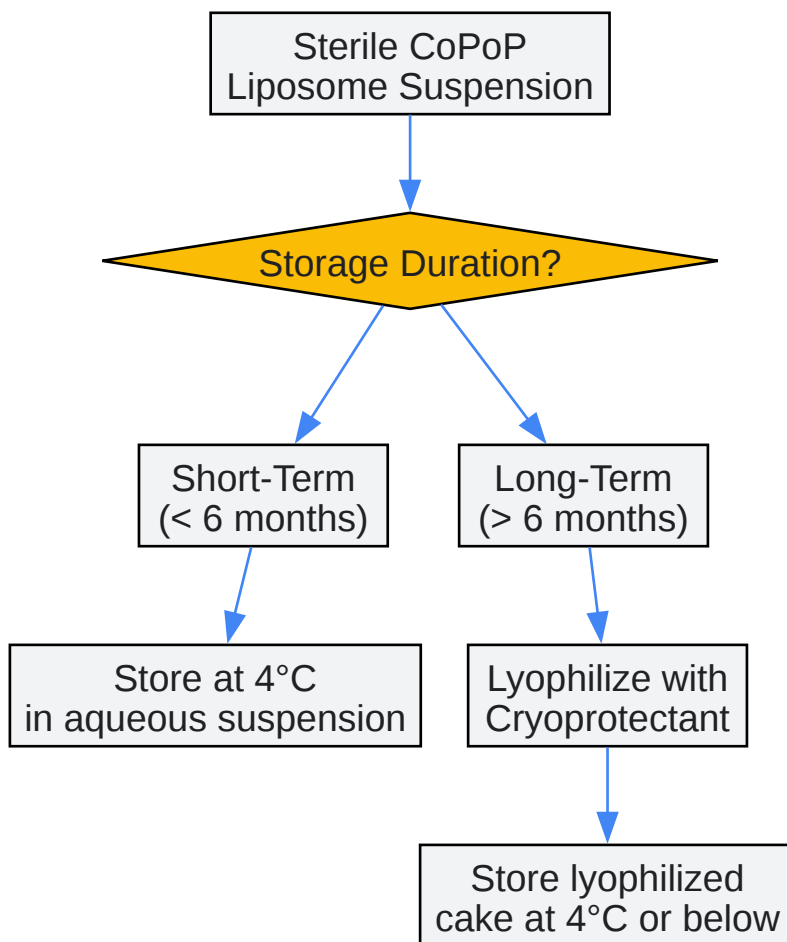 Sterile CoPoP
Liposome Suspension
Storage Duration?
Short-Term
(< 6 months)
Long-Term
(> 6 months)
Store at 4°C
in aqueous suspension
Lyophilize with
Cryoprotectant
Store lyophilized
cake at 4°C or below